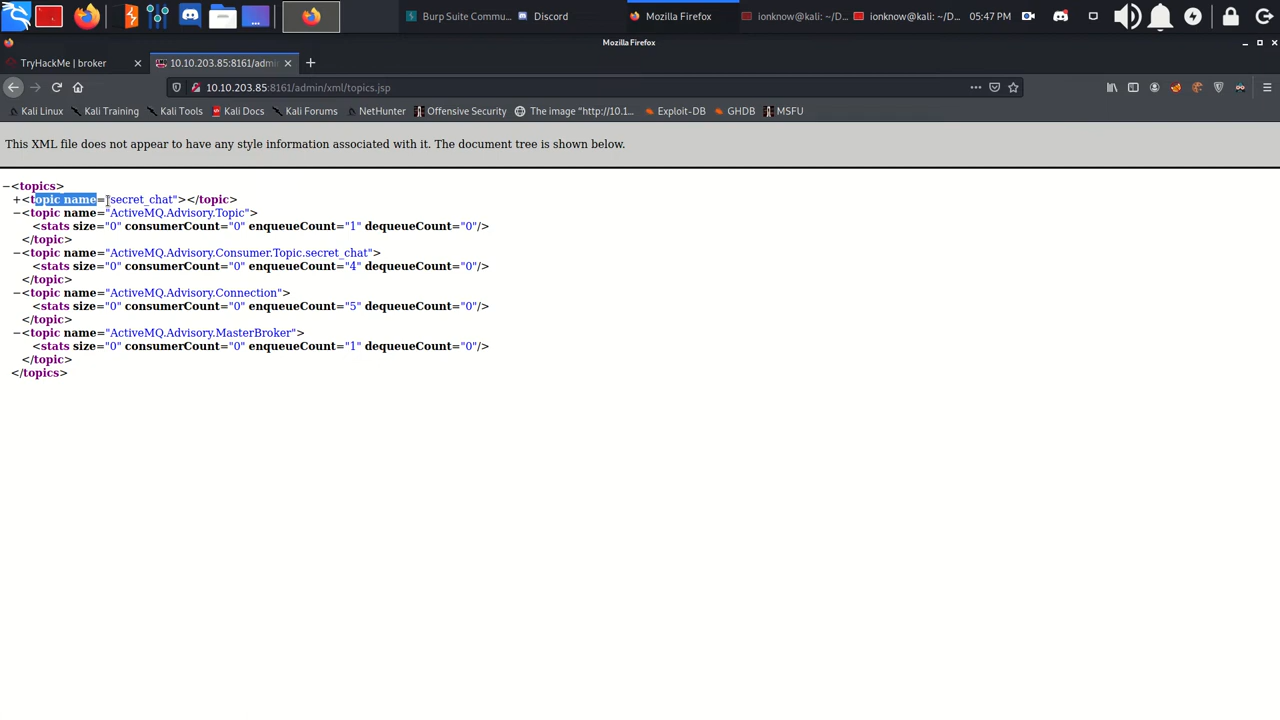 Burp Suite Commu...
Discord
Mozilla Firefox
ionknow@kali: ~/D...
ionknow@kali: ~/D...
05:47 PM
Mozilla Firefox
TryHackMe | broker
10.10.203.85:8161/admi
10.10.203.85:8161/admin/xml/topics.jsp
Kali Linux
Kali Training
Kali Tools
Kali Docs
Kali Forums
NetHunter
Offensive Security
The image "http://10.1...
Exploit-DB
GHDB
MSFU
This XML file does not appear to have any style information associated with it. The document tree is shown below.
−<topics>
+<topic name="secret_chat"></topic>
−<topic name="ActiveMQ.Advisory.Topic">
<stats size="0" consumerCount="0" enqueueCount="1" dequeueCount="0"/>
</topic>
−<topic name="ActiveMQ.Advisory.Consumer.Topic.secret_chat">
<stats size="0" consumerCount="0" enqueueCount="4" dequeueCount="0"/>
</topic>
−<topic name="ActiveMQ.Advisory.Connection">
<stats size="0" consumerCount="0" enqueueCount="5" dequeueCount="0"/>
</topic>
−<topic name="ActiveMQ.Advisory.MasterBroker">
<stats size="0" consumerCount="0" enqueueCount="1" dequeueCount="0"/>
</topic>
</topics>